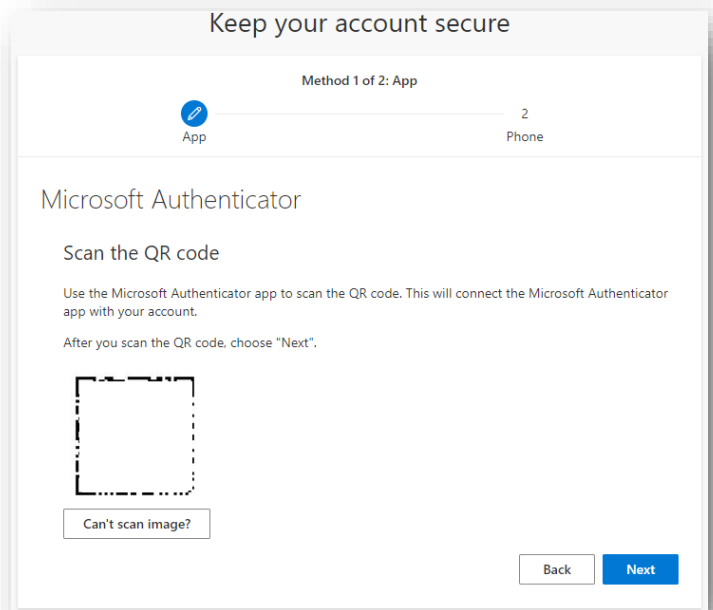 Keep your account secure
Method 1 of 2: App
2
App
Phone
Microsoft Authenticator
Scan the QR code
Use the Microsoft Authenticator app to scan the QR code. This will connect the Microsoft Authenticator
app with your account.
After you scan the QR code, choose "Next".
Can't scan image?
Back
Next